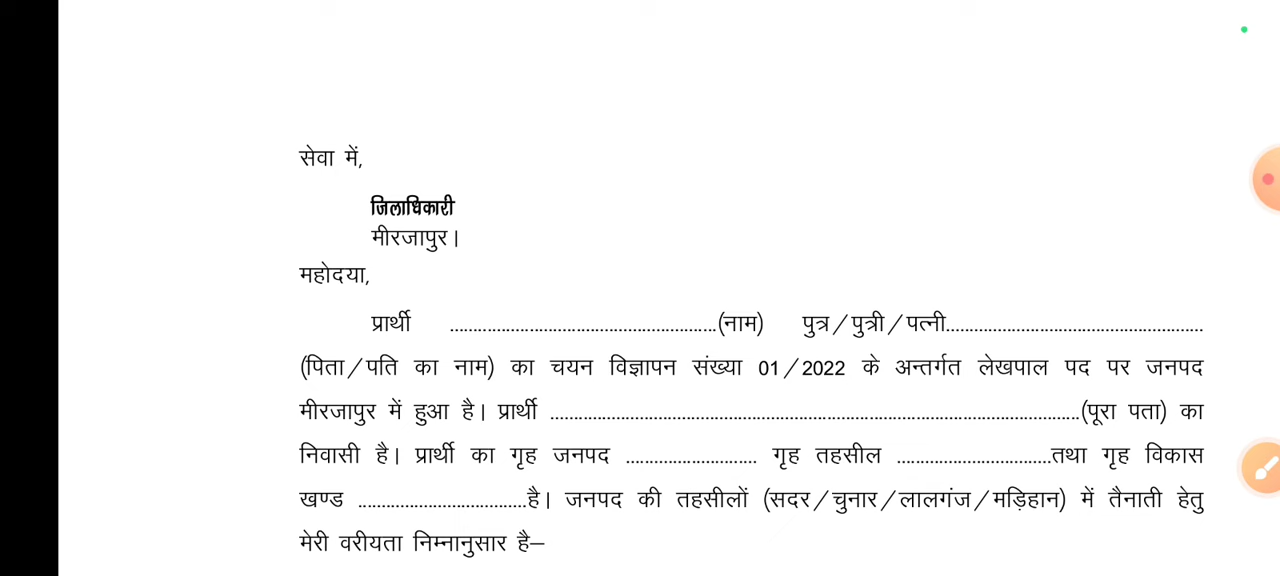 सेवा में,
जिलाधिकारी
मीरजापुर।
महोदया,
प्रार्थी .........................................................(नाम) पुत्र/पुत्री/पत्नी.......................................................
(पिता/पति का नाम) का चयन विज्ञापन संख्या 01/2022 के अन्तर्गत लेखपाल पद पर जनपद
मीरजापुर में हुआ है। प्रार्थी .................................................................................................................(पूरा पता) का
निवासी है। प्रार्थी का गृह जनपद ............................ गृह तहसील .................................तथा गृह विकास
खण्ड ....................................है। जनपद की तहसीलों (सदर/चुनार/लालगंज/मड़िहान) में तैनाती हेतु
मेरी वरीयता निम्नानुसार है–